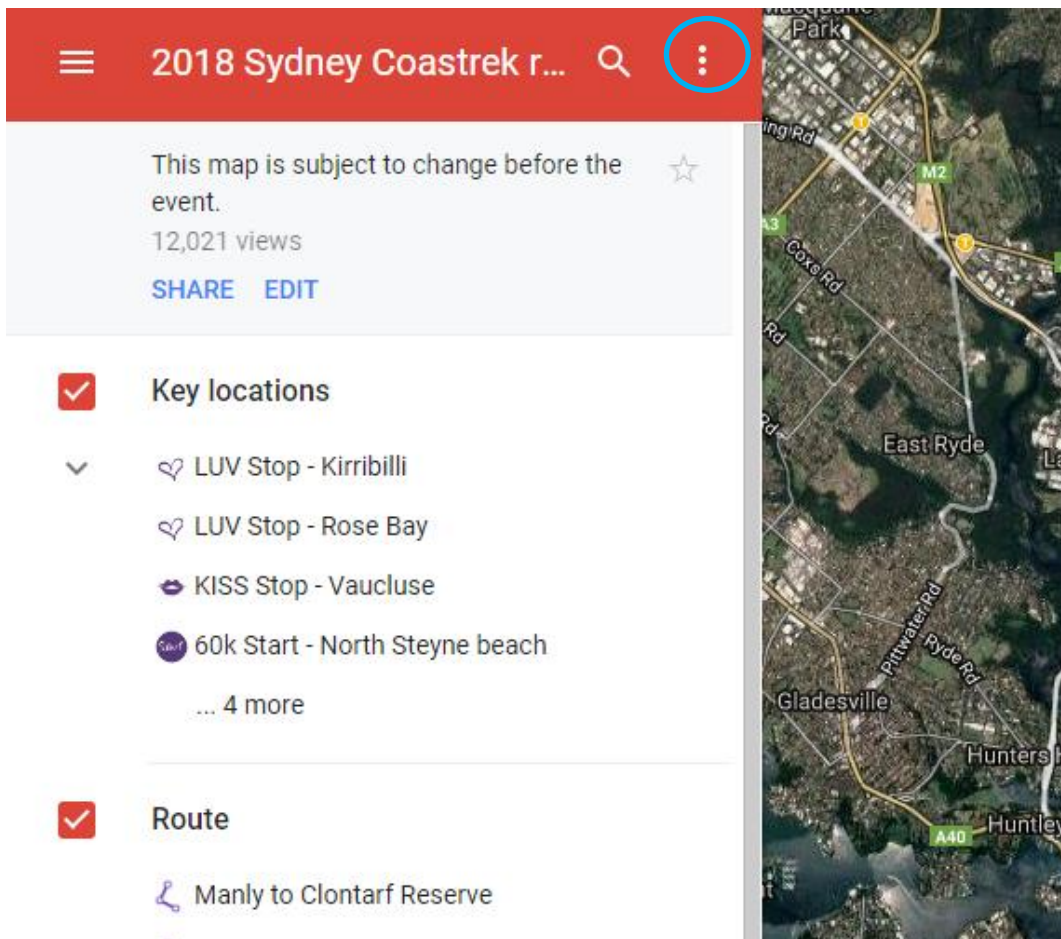 2018 Sydney Coastrek r...
This map is subject to change before the
event.
12,021 views
SHARE EDIT
Key locations
LUV Stop - Kirribilli
LUV Stop - Rose Bay
KISS Stop - Vaucluse
60k Start - North Steyne beach
... 4 more
Route
Manly to Clontarf Reserve
Park
T
M2
A3
T
Coxs Rd
Rd
East Ryde
Pittwater Rd
Ryde Rd
Gladesville
Hunters
A40